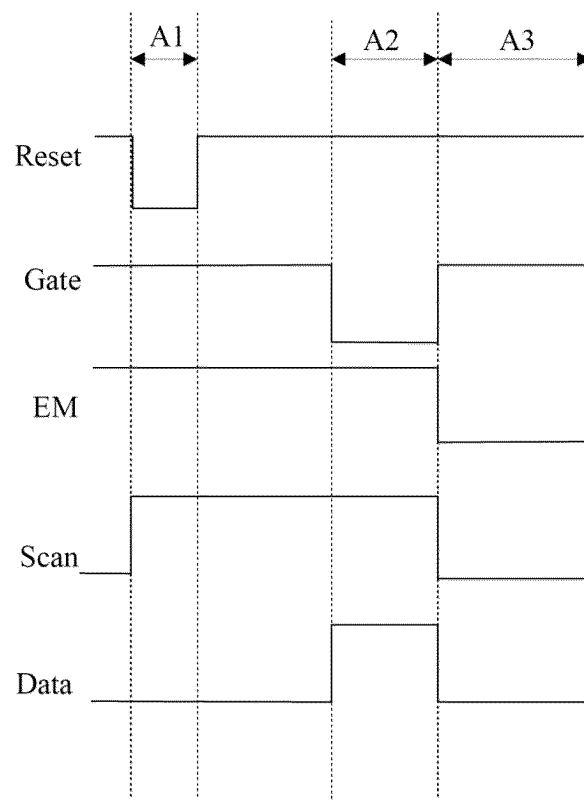 A1
A2
A3
Reset
Gate
EM
Scan
Data